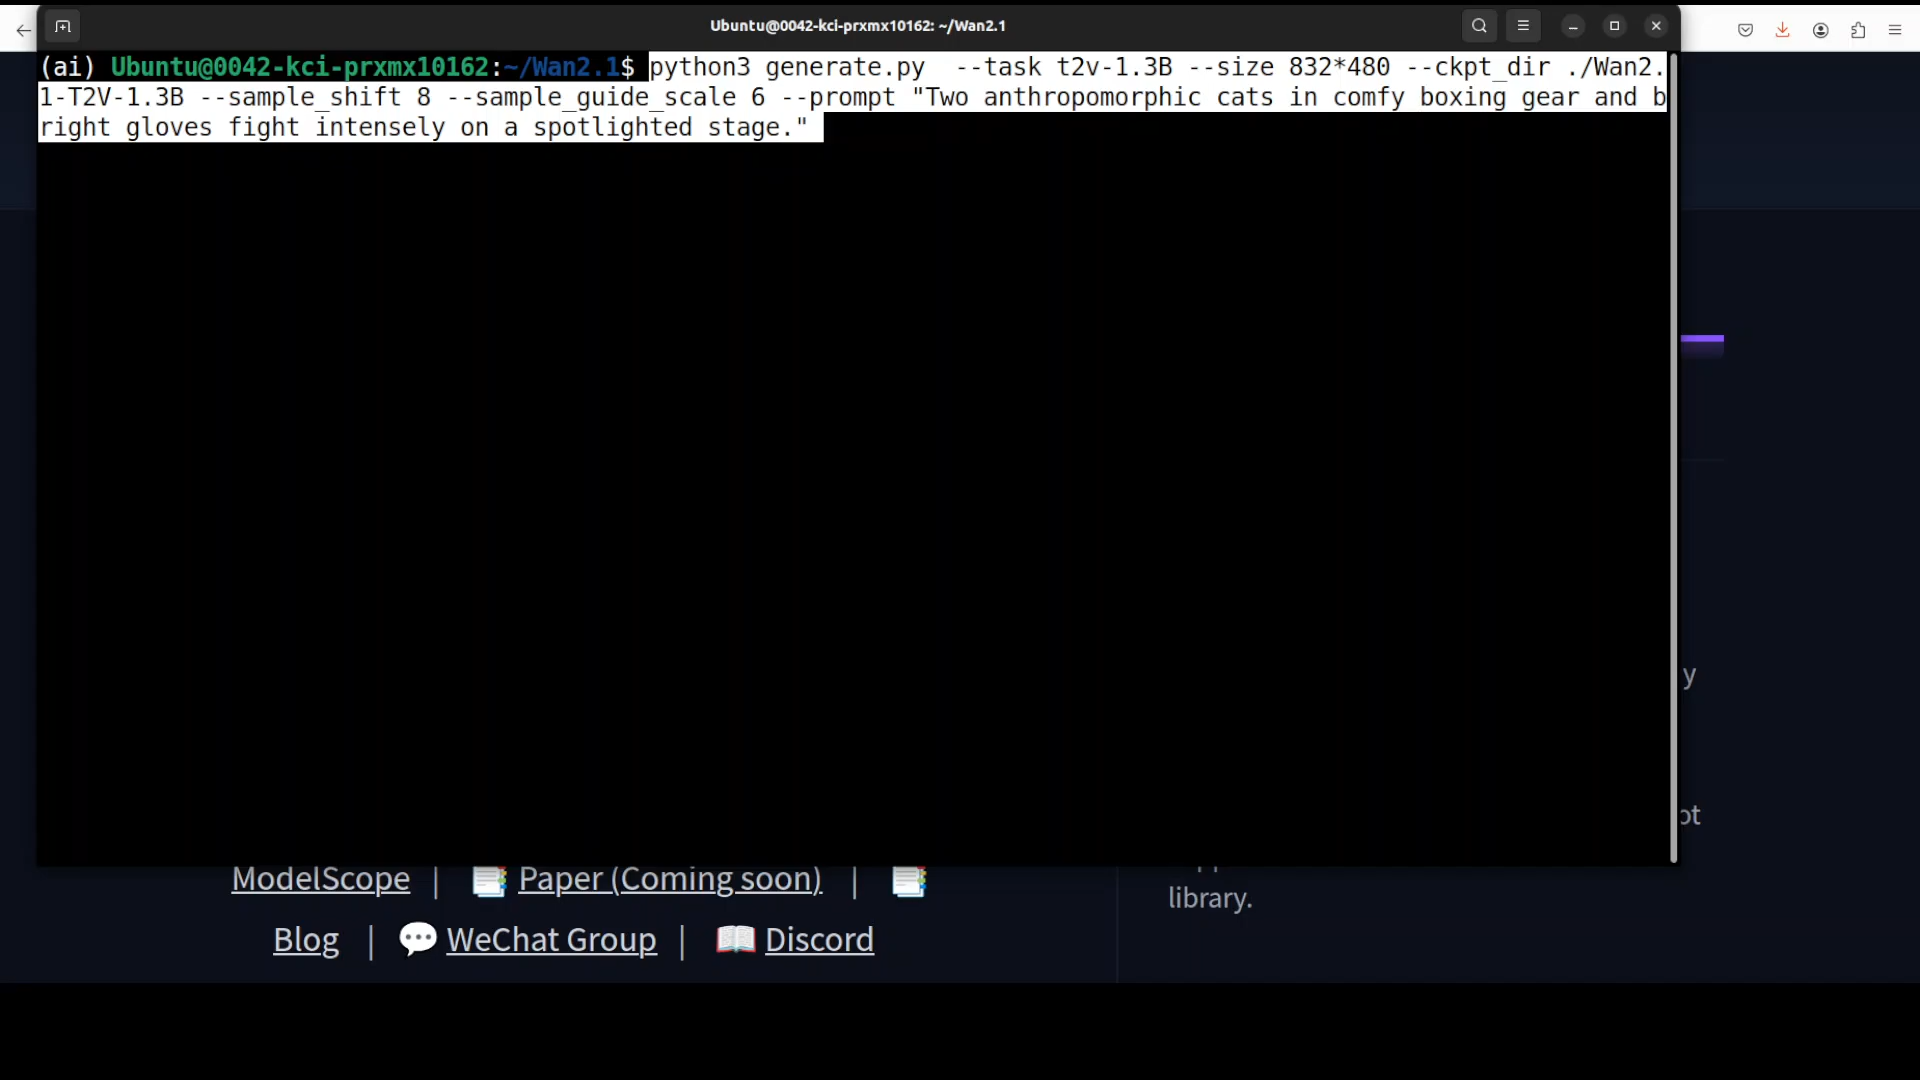 Ubuntu@0042-kci-prxmx10162: ~/Wan2.1
(ai) Ubuntu@0042-kci-prxmx10162:~/Wan2.1$ python3 generate.py  --task t2v-1.3B --size 832*480 --ckpt_dir ./Wan2.
1-T2V-1.3B --sample_shift 8 --sample_guide_scale 6 --prompt "Two anthropomorphic cats in comfy boxing gear and b
right gloves fight intensely on a spotlighted stage."
y
ot
ModelScope | 📑 Paper (Coming soon) | 📑
library.
Blog | 💬 WeChat Group | 📖 Discord